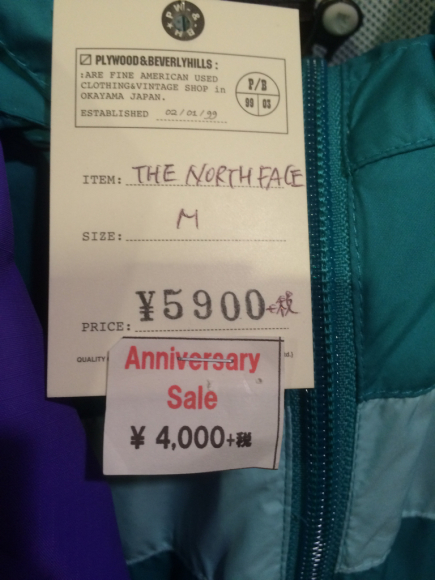 PLYWOOD&BEVERLYHILLS:
:ARE FINE AMERICAN USED
CLOTHING&VINTAGE SHOP in
OKAYAMA JAPAN.
P/B
99 03
ESTABLISHED 02/01/99
ITEM: THE NORTH FACE
SIZE: M
PRICE: ¥5900+税
QUALITY
Anniversary
Sale
¥ 4,000+税